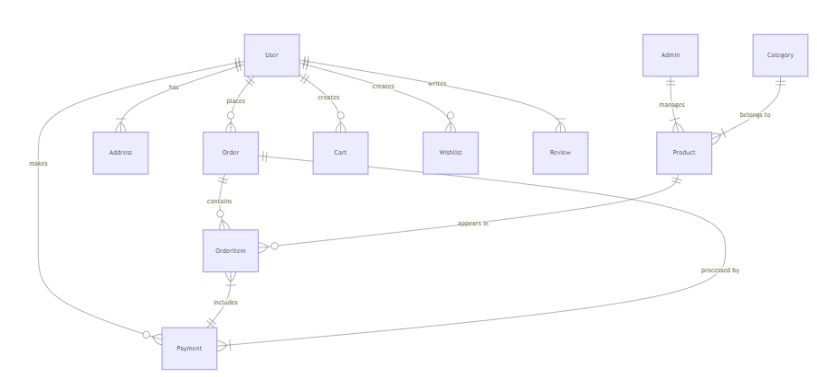 User
Admin
Category
has
places
creates
creates
writes
manages
belongs to
Address
Order
Cart
Wishlist
Review
Product
makes
contains
appears in
OrderItem
processed by
includes
Payment